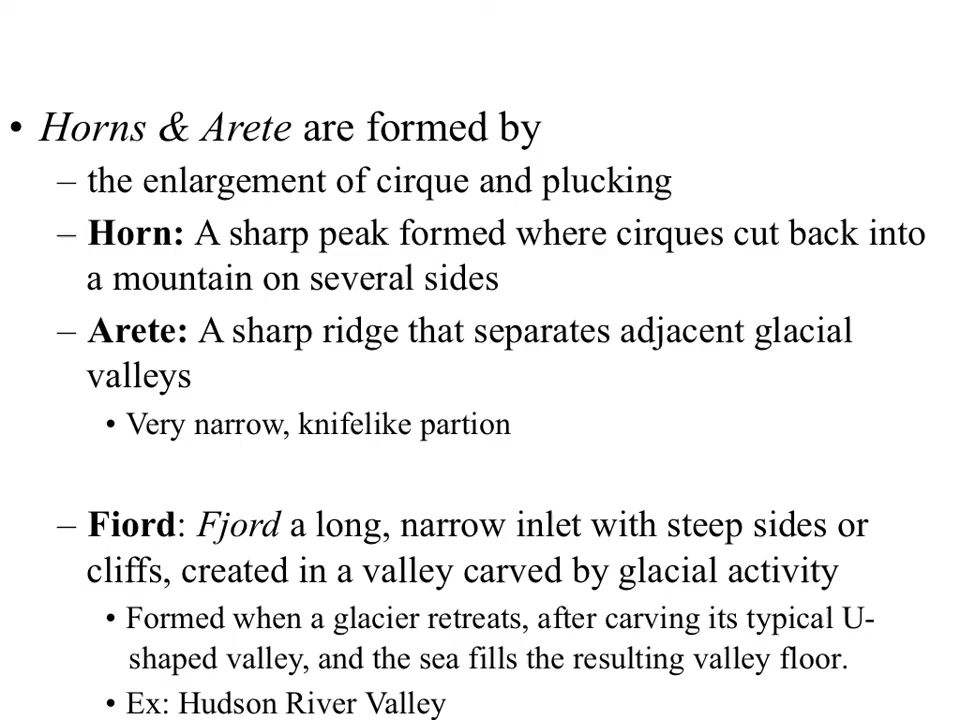 • Horns & Arete are formed by
– the enlargement of cirque and plucking
– Horn: A sharp peak formed where cirques cut back into
a mountain on several sides
– Arete: A sharp ridge that separates adjacent glacial
valleys
• Very narrow, knifelike partion
– Fiord: Fjord a long, narrow inlet with steep sides or
cliffs, created in a valley carved by glacial activity
• Formed when a glacier retreats, after carving its typical U-
shaped valley, and the sea fills the resulting valley floor.
• Ex: Hudson River Valley